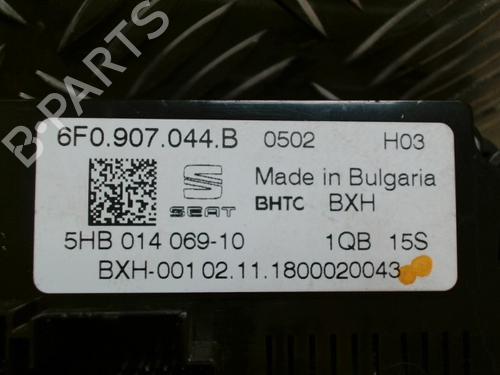 6F0.907.044.B 0502 H03
SEAT
Made in Bulgaria
BHTC BXH
5HB 014 069-10 1QB 15S
BXH-001 02.11.1800020043
B-PARTS